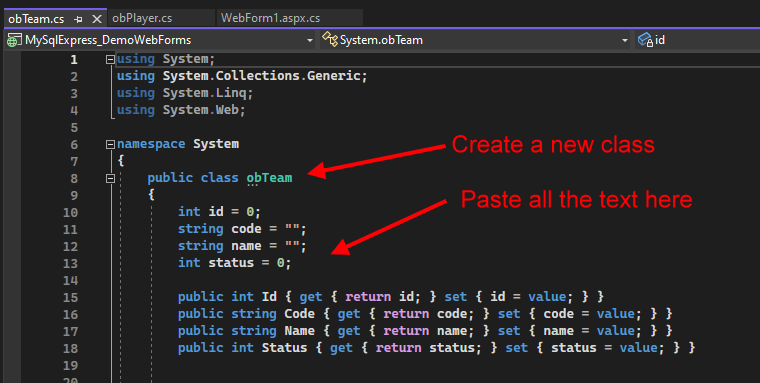 obTeam.cs obPlayer.cs WebForm1.aspx.cs
MySqlExpress_DemoWebForms System.obTeam id
1 using System;
2 using System.Collections.Generic;
3 using System.Linq;
4 using System.Web;
5
6 namespace System
7 {
8 public class obTeam
9 {
10 int id = 0;
11 string code = "";
12 string name = "";
13 int status = 0;
14
15 public int Id { get { return id; } set { id = value; } }
16 public string Code { get { return code; } set { code = value; } }
17 public string Name { get { return name; } set { name = value; } }
18 public int Status { get { return status; } set { status = value; } }
19
20
Create a new class
Paste all the text here